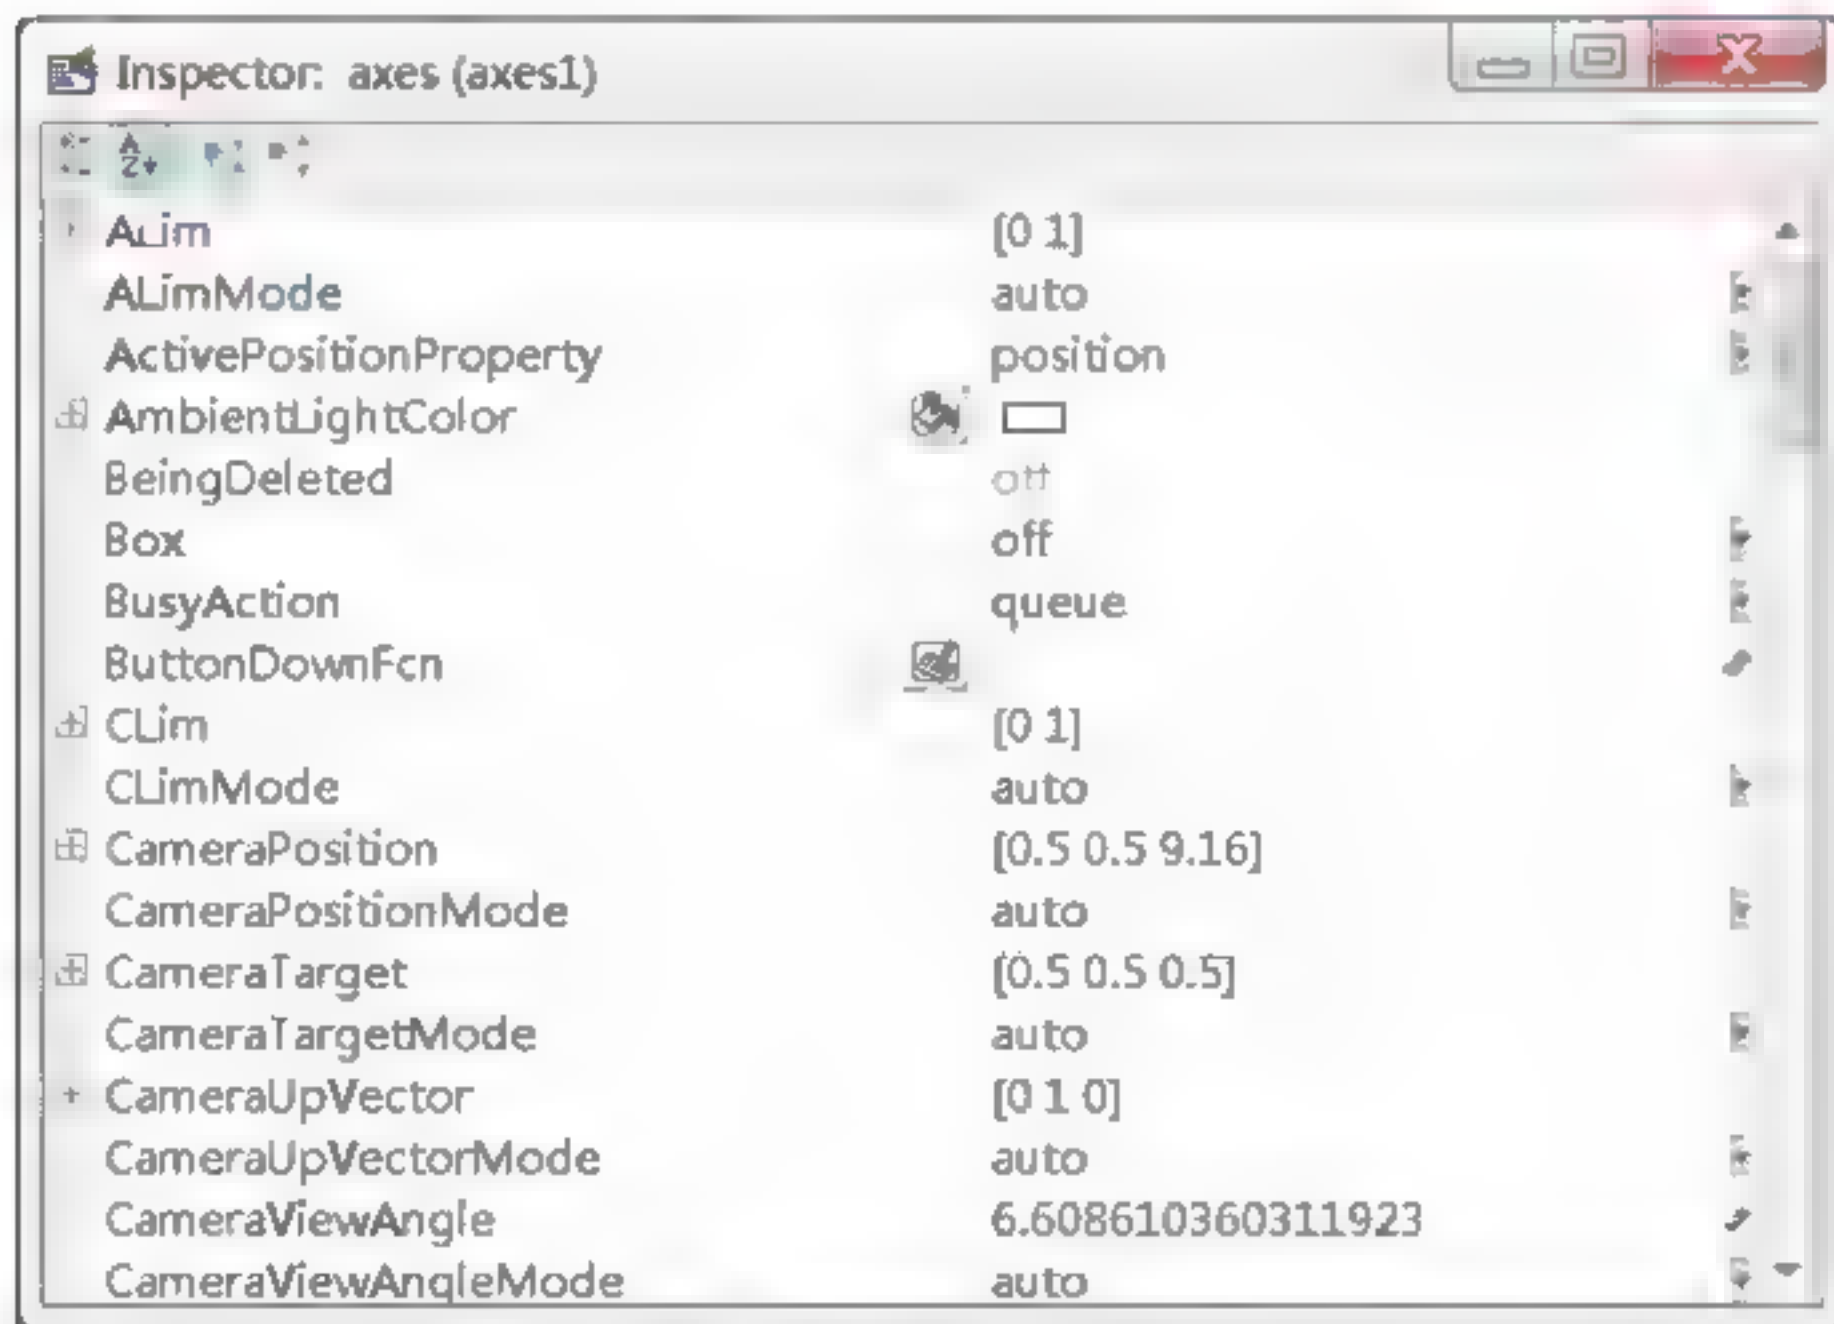 Inspector: axes (axes1)
ALim [0 1]
ALimMode auto
ActivePositionProperty position
AmbientLightColor
BeingDeleted off
Box off
BusyAction queue
ButtonDownFcn
CLim [0 1]
CLimMode auto
CameraPosition [0.5 0.5 9.16]
CameraPositionMode auto
CameraTarget [0.5 0.5 0.5]
CameraTargetMode auto
CameraUpVector [0 1 0]
CameraUpVectorMode auto
CameraViewAngle 6.608610360311923
CameraViewAngleMode auto